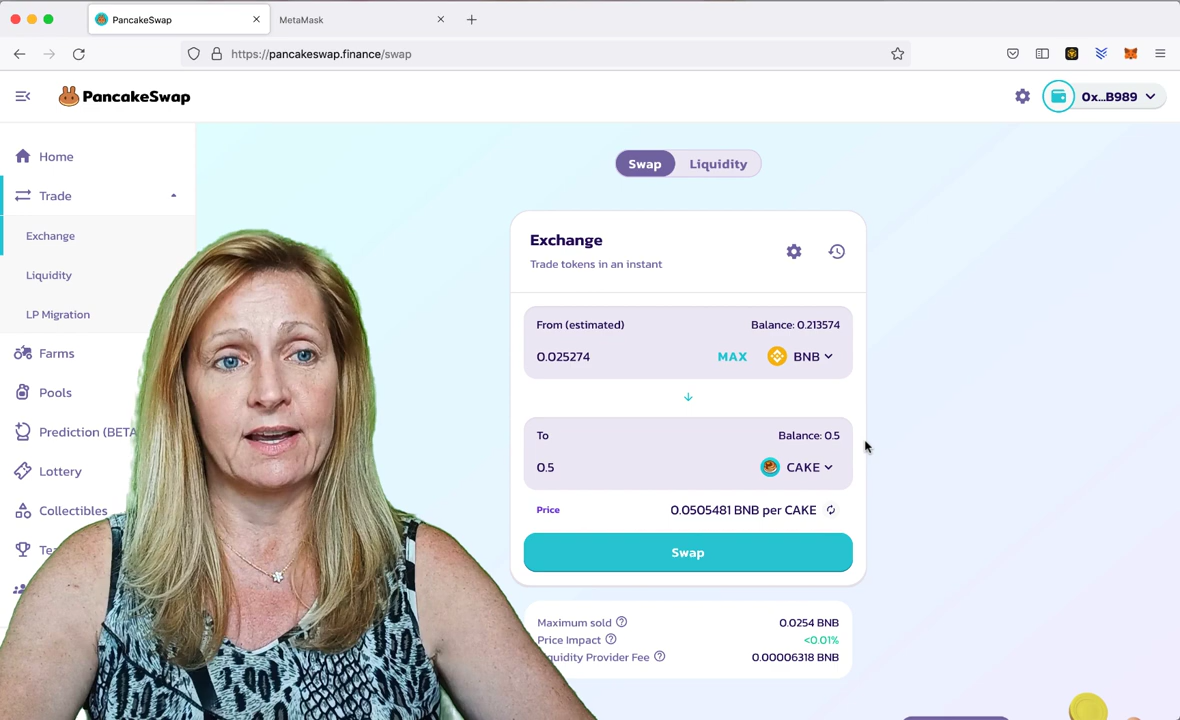 PancakeSwap
MetaMask
https://pancakeswap.finance/swap
PancakeSwap
0x...B989
Home
Trade
Exchange
Liquidity
LP Migration
Farms
Pools
Prediction (BETA
Lottery
Collectibles
Swap
Liquidity
Exchange
Trade tokens in an instant
From (estimated)
Balance: 0.213574
0.025274
MAX
BNB
To
Balance: 0.5
0.5
CAKE
Price
0.0505481 BNB per CAKE
Swap
Maximum sold
0.0254 BNB
Price Impact
<0.01%
Provider Fee
0.00006318 BNB